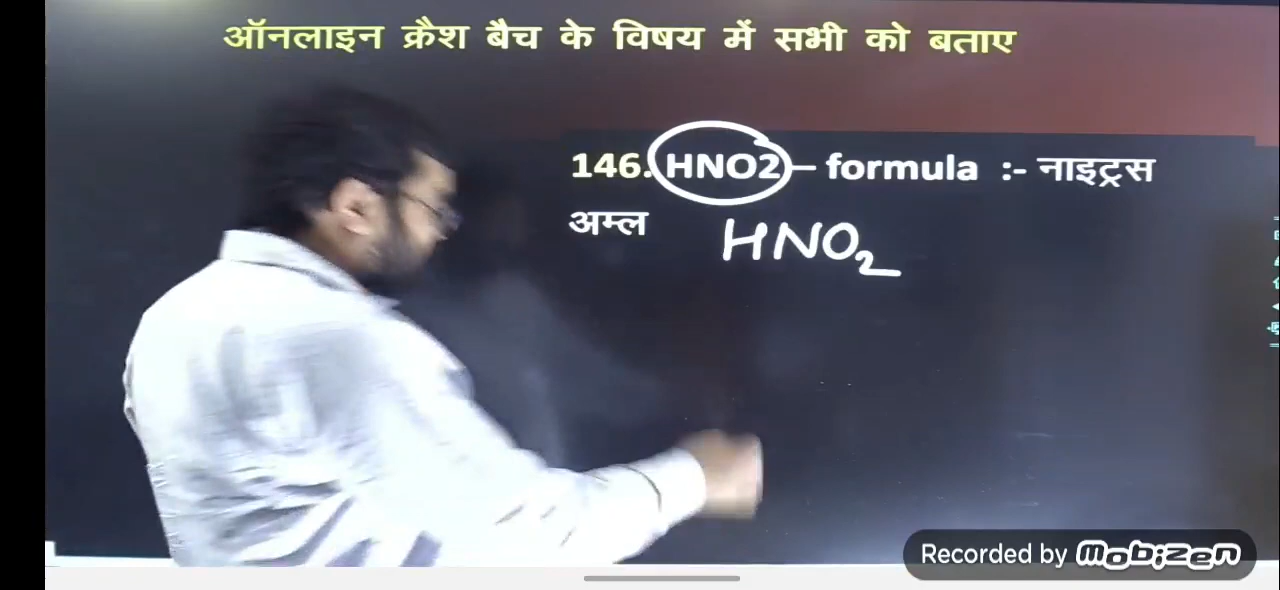 ऑनलाइन क्रैश बैच के विषय में सभी को बताए
146. HNO2 – formula :- नाइट्रस
अम्ल HNO₂
Recorded by Mobizen